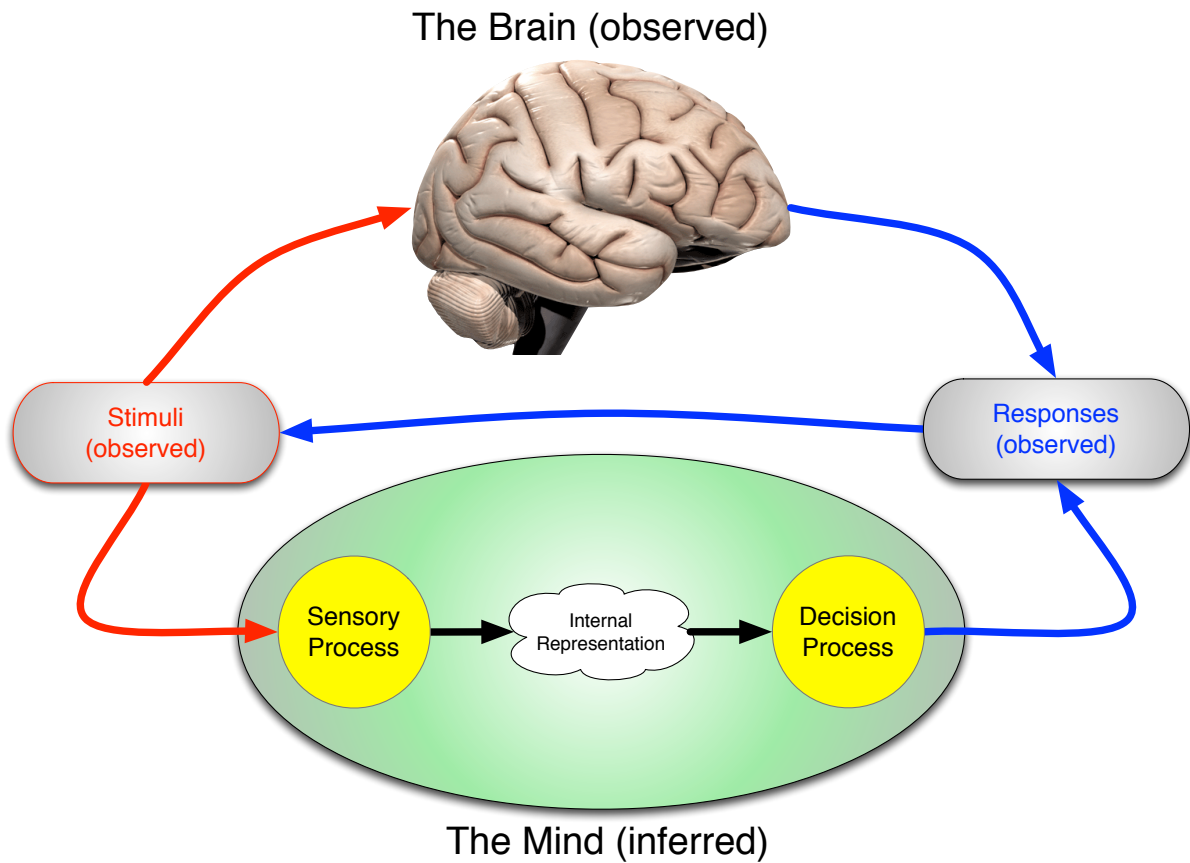 The Brain (observed)
Stimuli
(observed)
Responses
(observed)
Sensory
Process
Internal
Representation
Decision
Process
The Mind (inferred)